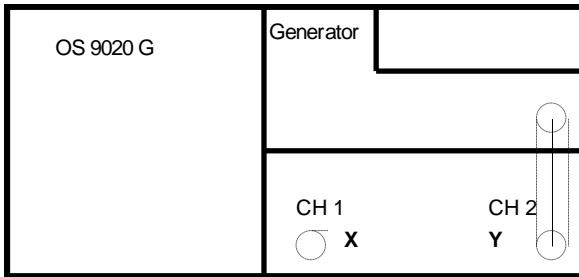 OS 9020 G
Generator
CH 1
CH 2
X
Y